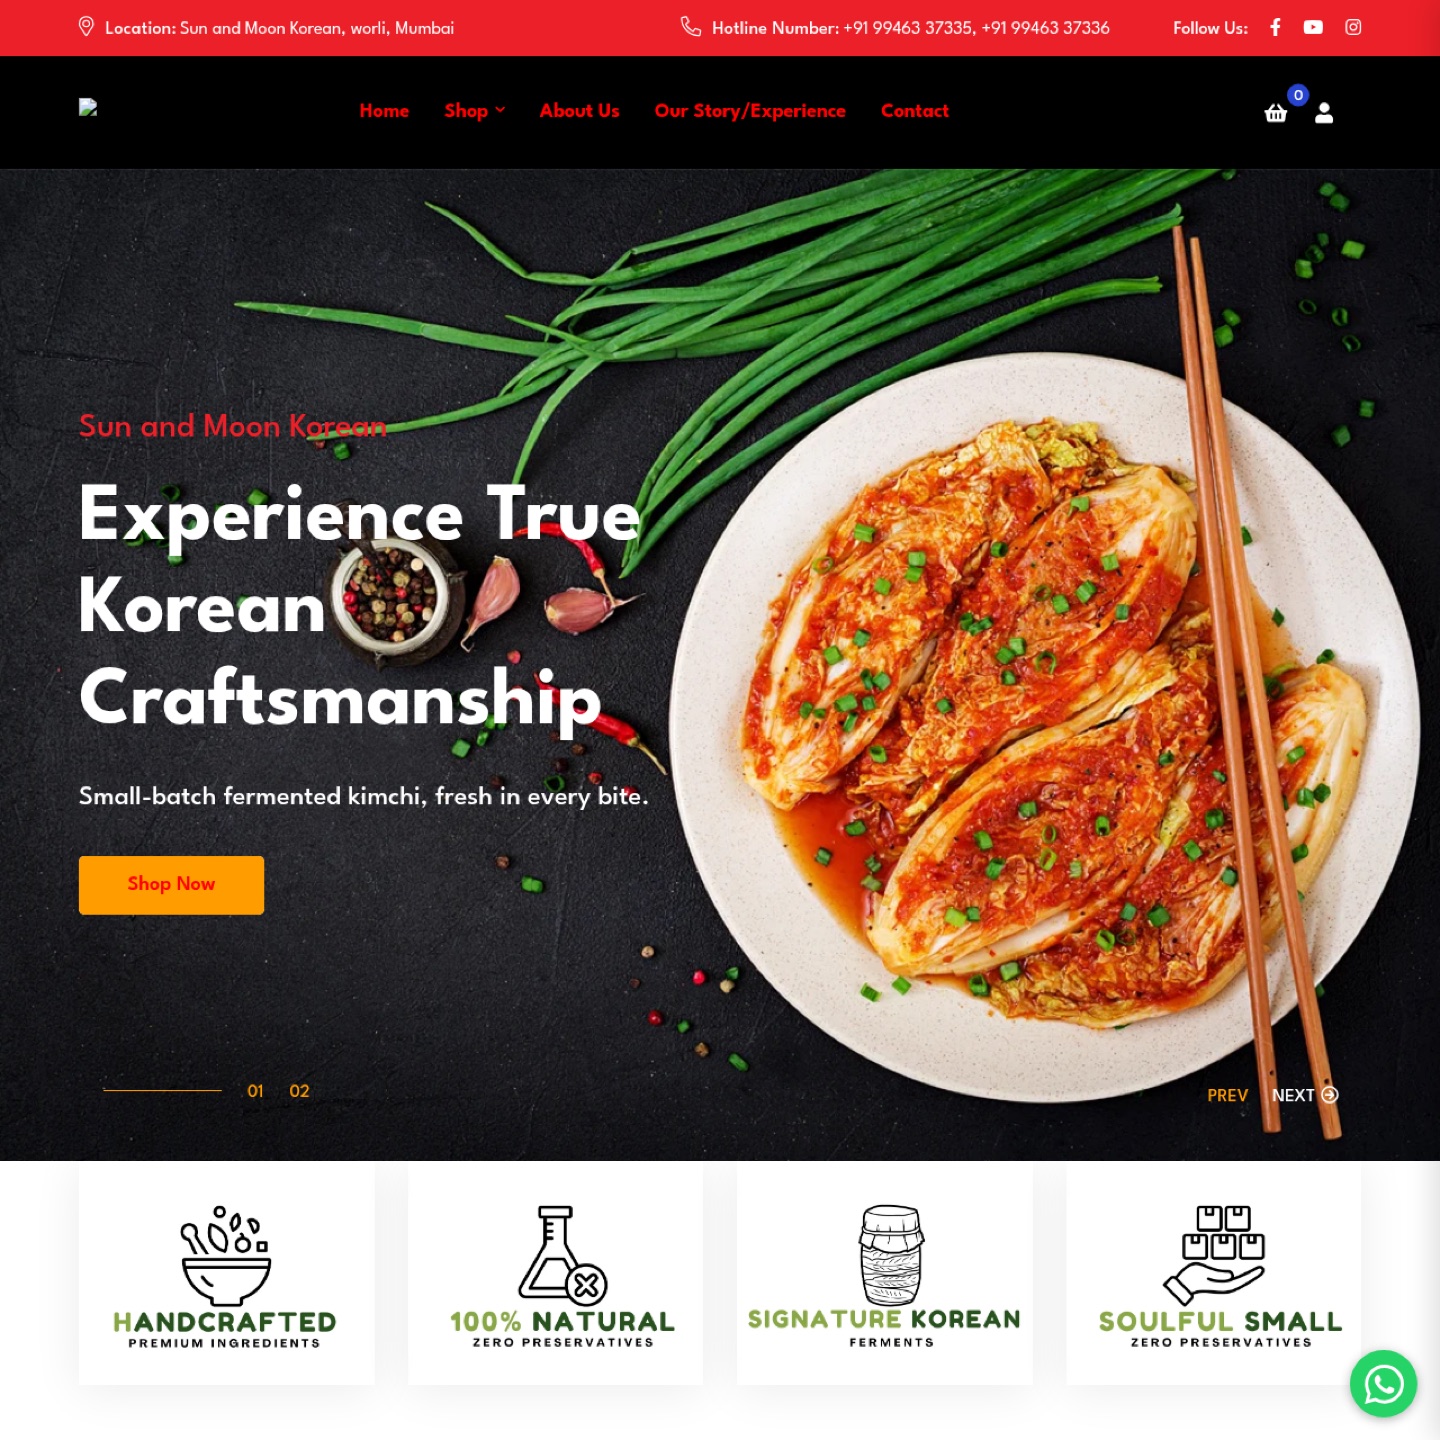 Location: Sun and Moon Korean, worli, Mumbai
Hotline Number: +91 99463 37335, +91 99463 37336
Follow Us:
Home
Shop
About Us
Our Story/Experience
Contact
0
Sun and Moon Korean
Experience True
Korean
Craftsmanship
Small-batch fermented kimchi, fresh in every bite.
Shop Now
01
02
PREV
NEXT
HANDCRAFTED
PREMIUM INGREDIENTS
100% NATURAL
ZERO PRESERVATIVES
SIGNATURE KOREAN
FERMENTS
SOULFUL SMALL
ZERO PRESERVATIVES